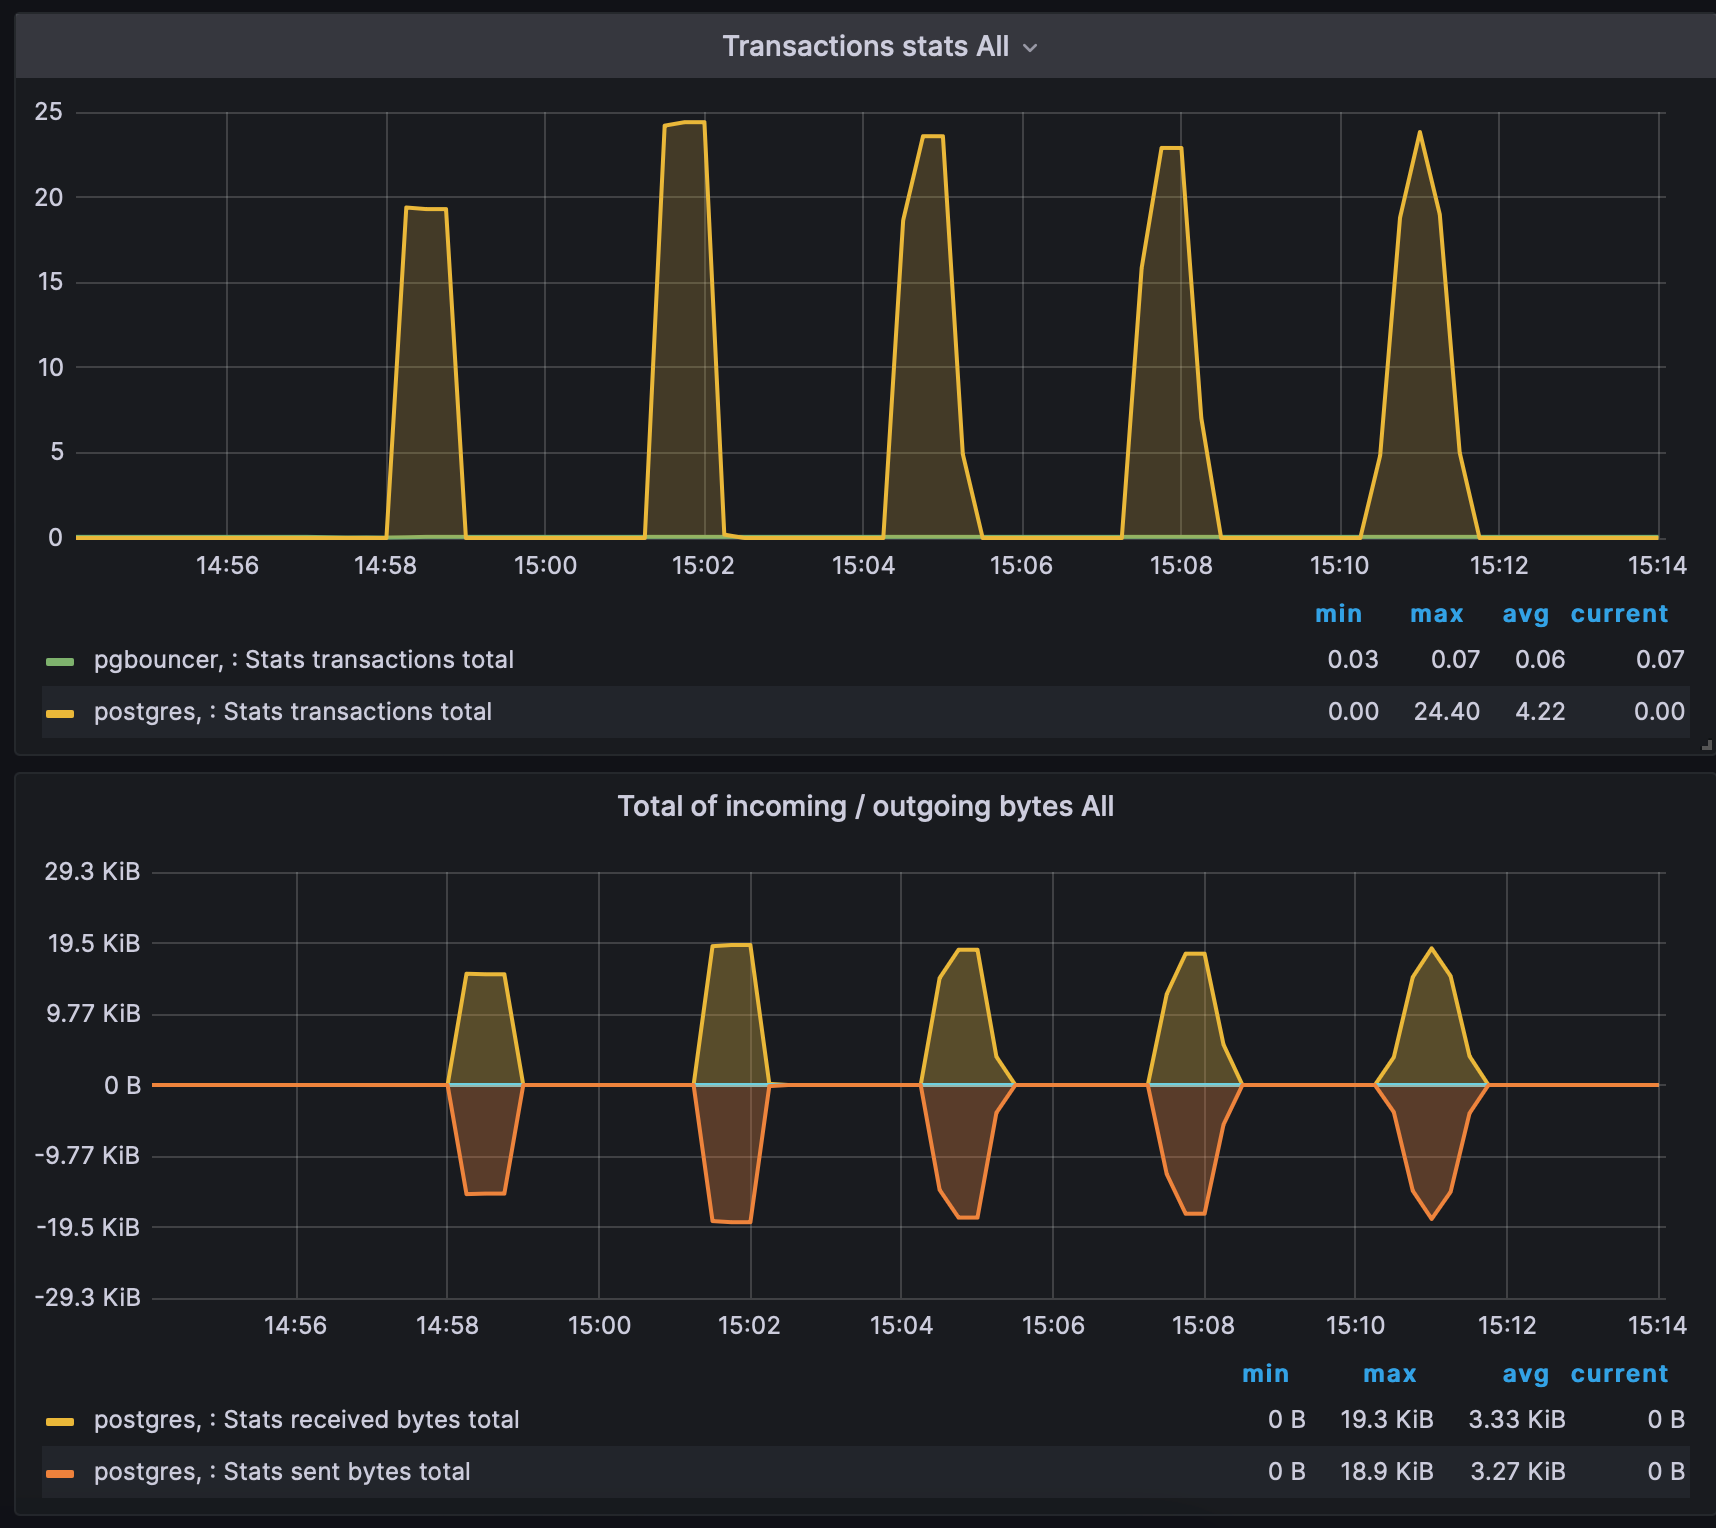 Transactions stats All
25
20
15
10
5
0
14:56 14:58 15:00 15:02 15:04 15:06 15:08 15:10 15:12 15:14
min max avg current
pgbouncer, : Stats transactions total 0.03 0.07 0.06 0.07
postgres, : Stats transactions total 0.00 24.40 4.22 0.00
Total of incoming / outgoing bytes All
29.3 KiB
19.5 KiB
9.77 KiB
0 B
-9.77 KiB
-19.5 KiB
-29.3 KiB
14:56 14:58 15:00 15:02 15:04 15:06 15:08 15:10 15:12 15:14
min max avg current
postgres, : Stats received bytes total 0 B 19.3 KiB 3.33 KiB 0 B
postgres, : Stats sent bytes total 0 B 18.9 KiB 3.27 KiB 0 B